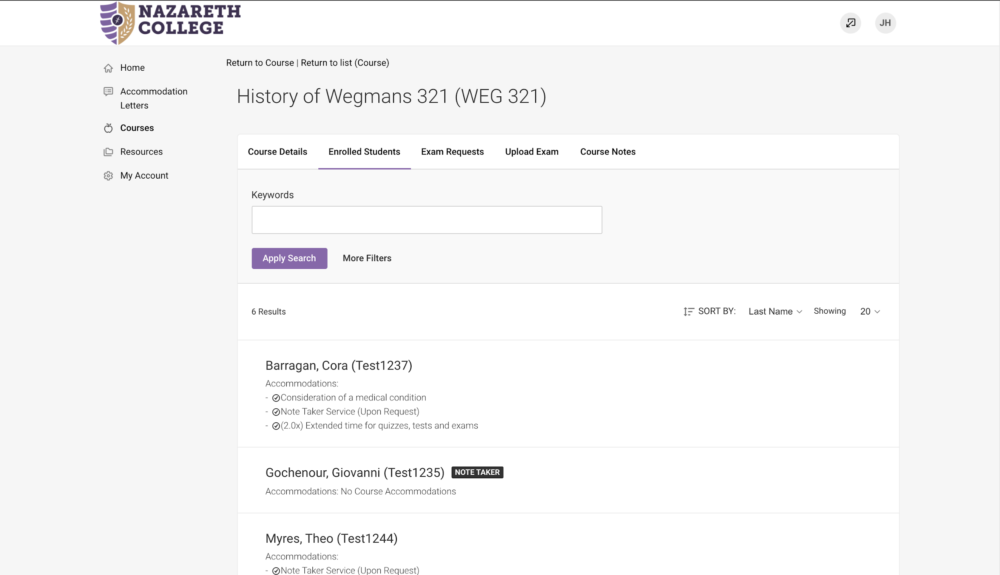 NAZARETH
COLLEGE
JH
Home
Accommodation
Letters
Courses
Resources
My Account
Return to Course | Return to list (Course)
History of Wegmans 321 (WEG 321)
Course Details Enrolled Students Exam Requests Upload Exam Course Notes
Keywords
Apply Search More Filters
6 Results SORT BY: Last Name Showing 20
Barragan, Cora (Test1237)
Accommodations:
- Consideration of a medical condition
- Note Taker Service (Upon Request)
- (2.0x) Extended time for quizzes, tests and exams
Gochenour, Giovanni (Test1235) NOTE TAKER
Accommodations: No Course Accommodations
Myres, Theo (Test1244)
Accommodations:
- Note Taker Service (Upon Request)